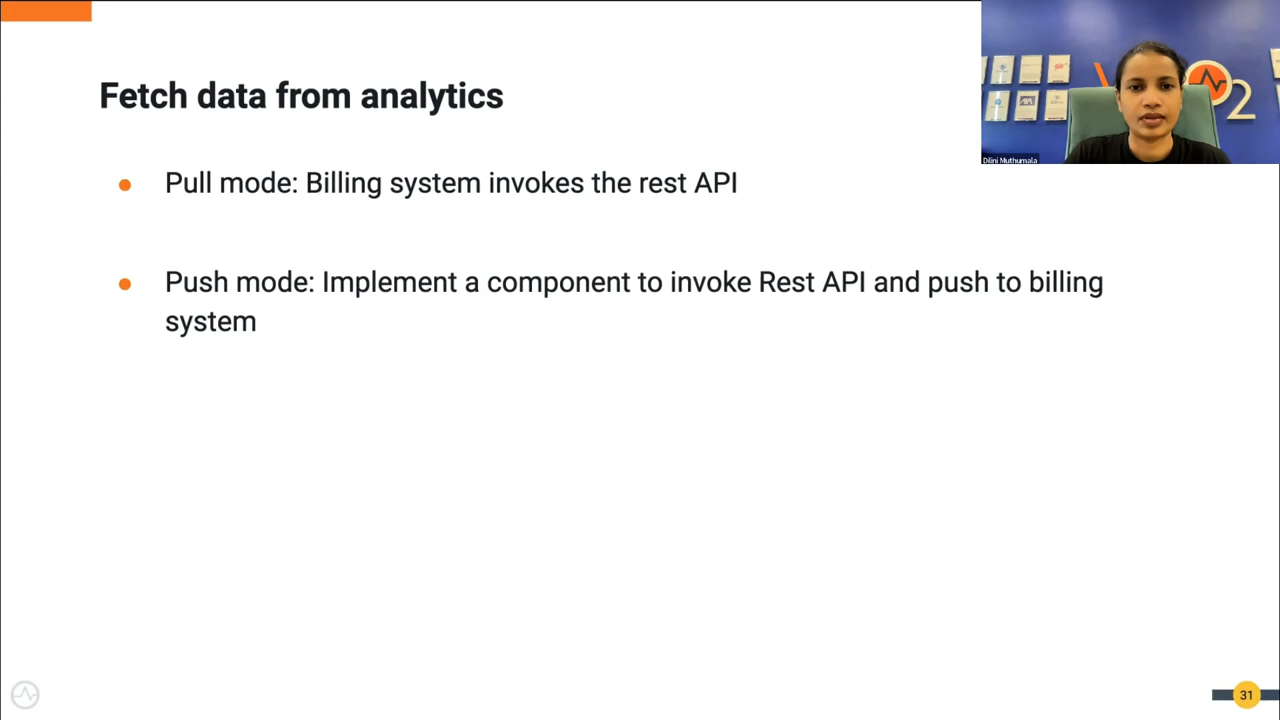 Fetch data from analytics
Pull mode: Billing system invokes the rest API
Push mode: Implement a component to invoke Rest API and push to billing
system
Dilini Muthumala
2
31